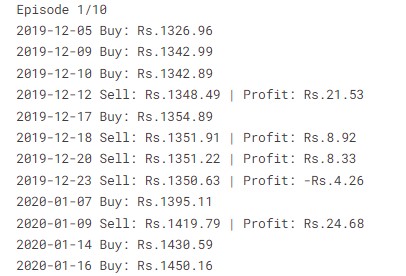 Episode 1/10
2019-12-05 Buy: Rs.1326.96
2019-12-09 Buy: Rs.1342.99
2019-12-10 Buy: Rs.1342.89
2019-12-12 Sell: Rs.1348.49 | Profit: Rs.21.53
2019-12-17 Buy: Rs.1354.89
2019-12-18 Sell: Rs.1351.91 | Profit: Rs.8.92
2019-12-20 Sell: Rs.1351.22 | Profit: Rs.8.33
2019-12-23 Sell: Rs.1350.63 | Profit: -Rs.4.26
2020-01-07 Buy: Rs.1395.11
2020-01-09 Sell: Rs.1419.79 | Profit: Rs.24.68
2020-01-14 Buy: Rs.1430.59
2020-01-16 Buy: Rs.1450.16